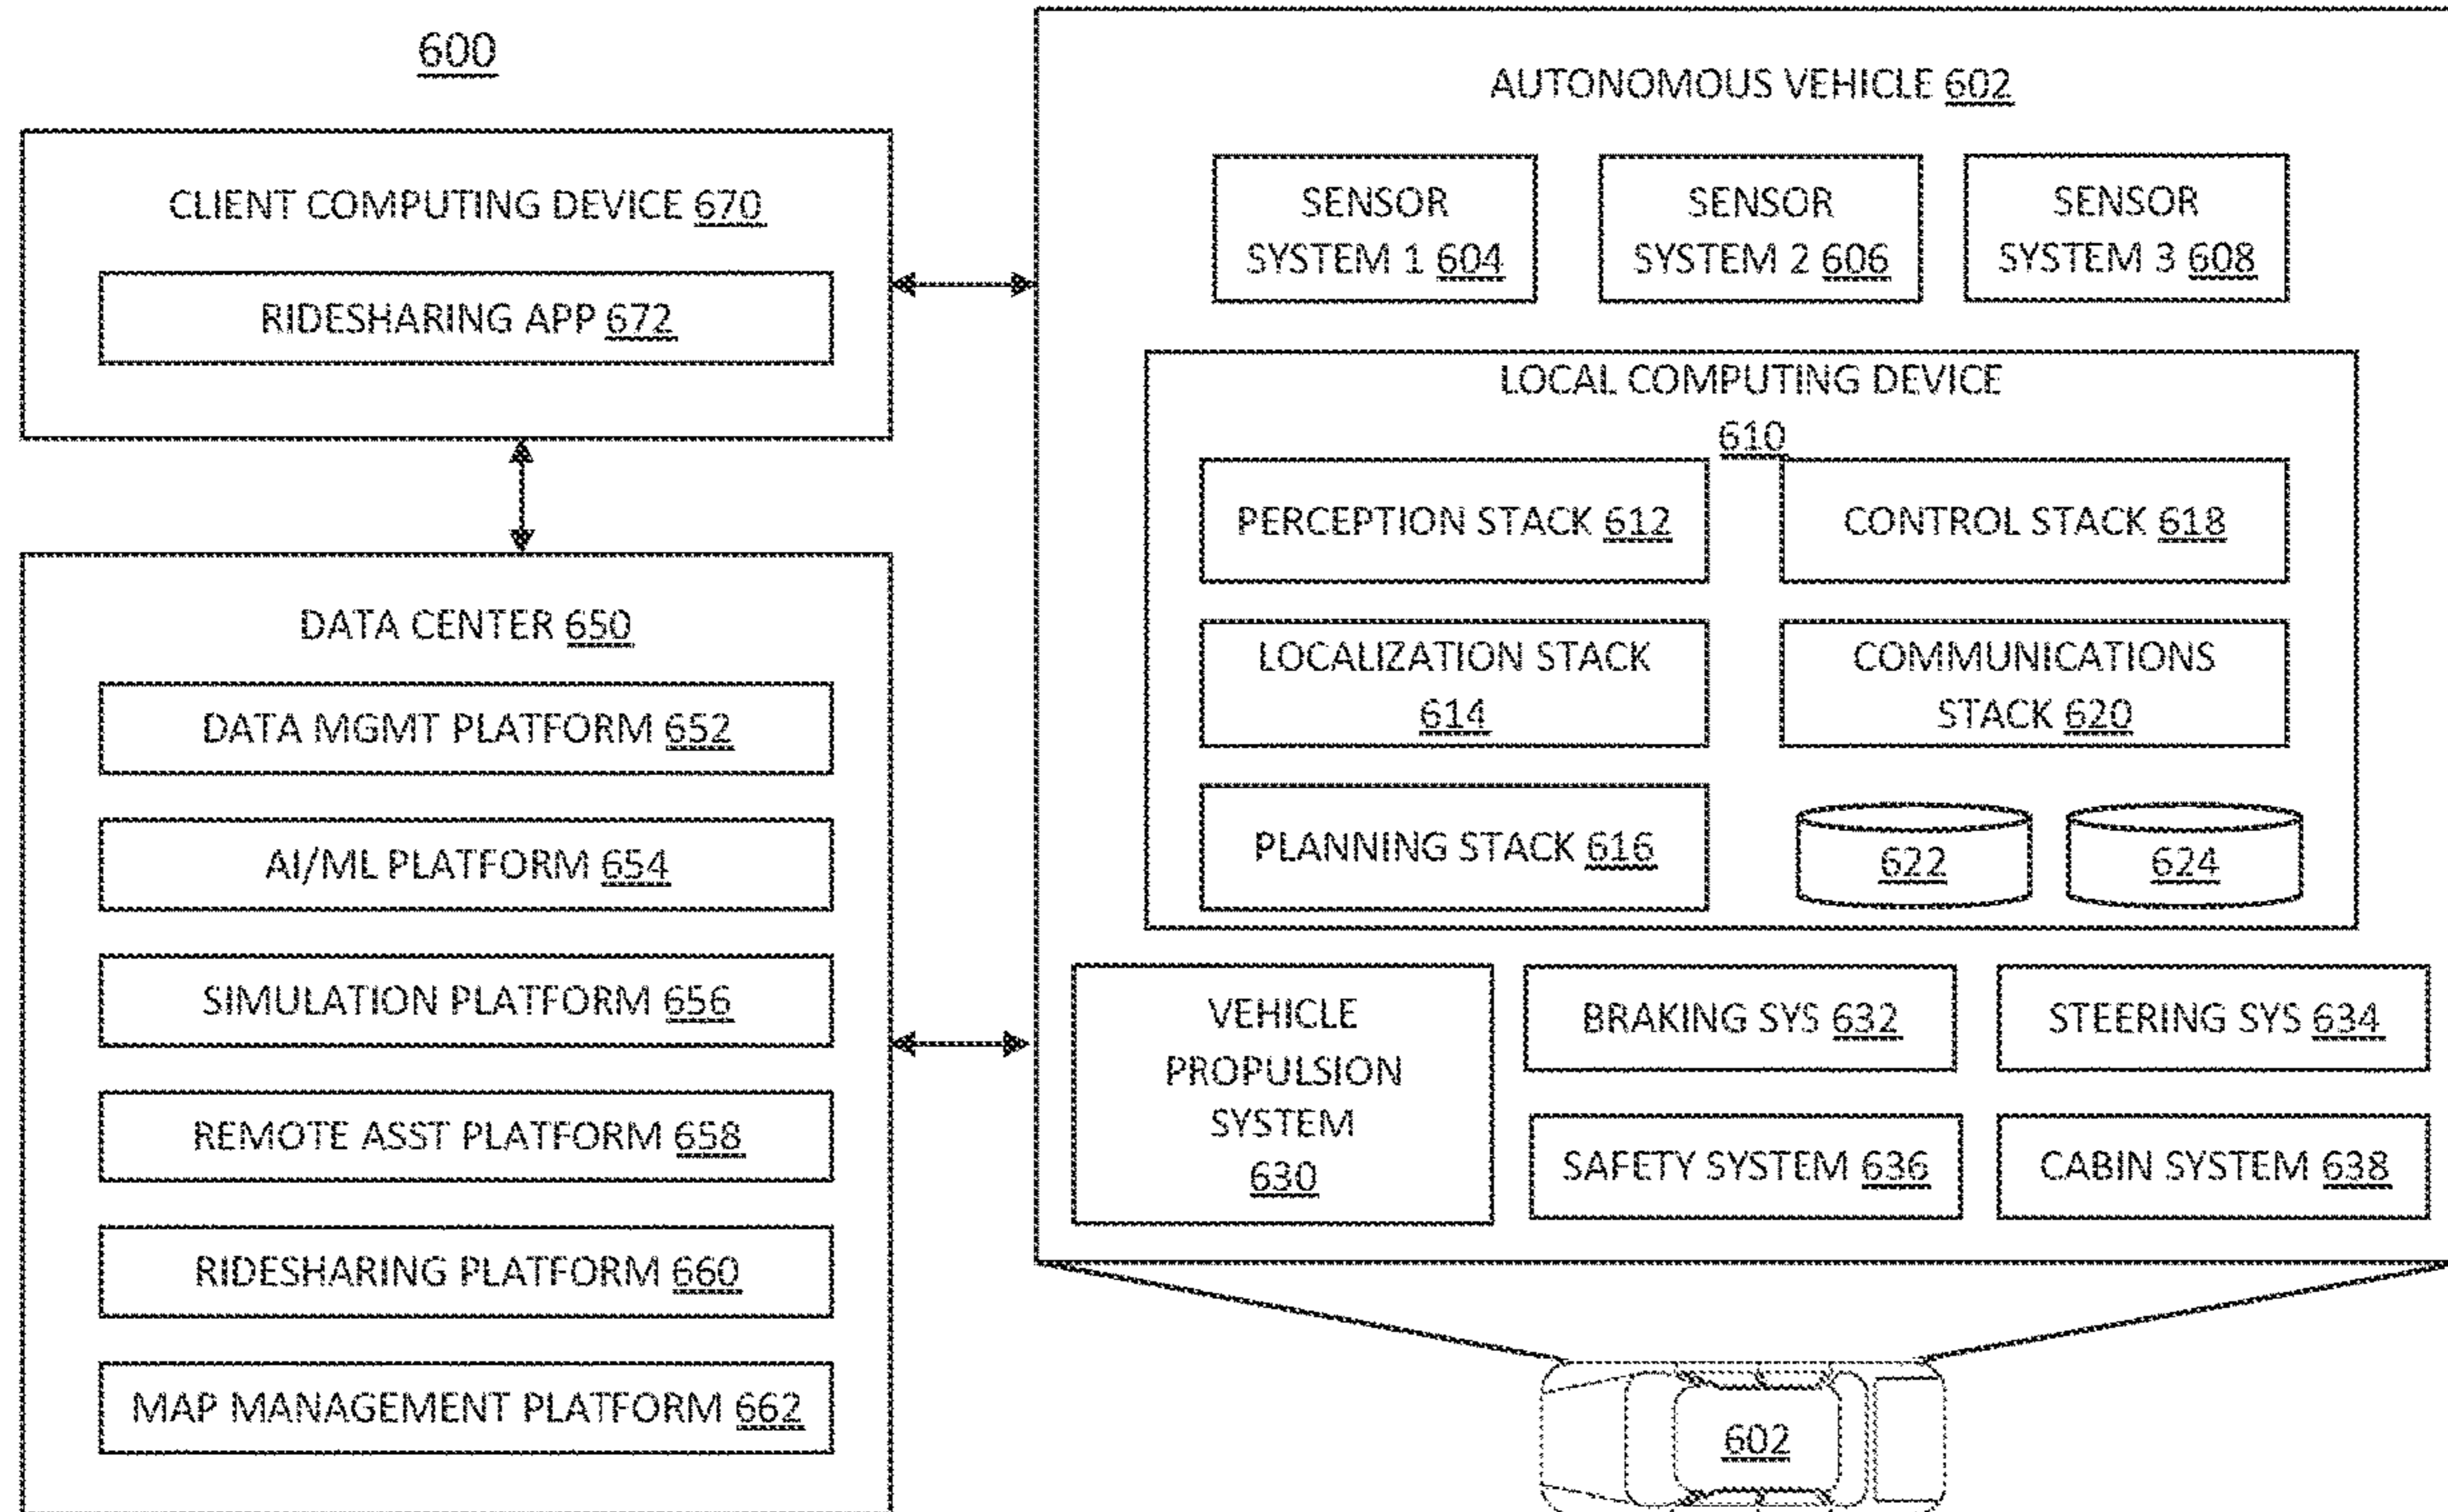 600
CLIENT COMPUTING DEVICE 670
RIDESHARING APP 672
DATA CENTER 650
DATA MGMT PLATFORM 652
AI/ML PLATFORM 654
SIMULATION PLATFORM 656
REMOTE ASST PLATFORM 658
RIDESHARING PLATFORM 660
MAP MANAGEMENT PLATFORM 662
AUTONOMOUS VEHICLE 602
SENSOR
SYSTEM 1 604
SENSOR
SYSTEM 2 606
SENSOR
SYSTEM 3 608
LOCAL COMPUTING DEVICE
610
PERCEPTION STACK 612
CONTROL STACK 618
LOCALIZATION STACK
614
COMMUNICATIONS
STACK 620
PLANNING STACK 616
622
624
VEHICLE
PROPULSION
SYSTEM
630
BRAKING SYS 632
STEERING SYS 634
SAFETY SYSTEM 636
CABIN SYSTEM 638
602